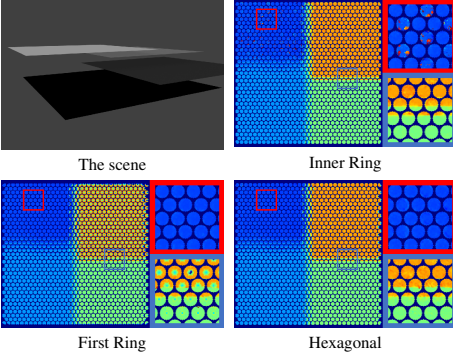 The scene
Inner Ring
First Ring
Hexagonal